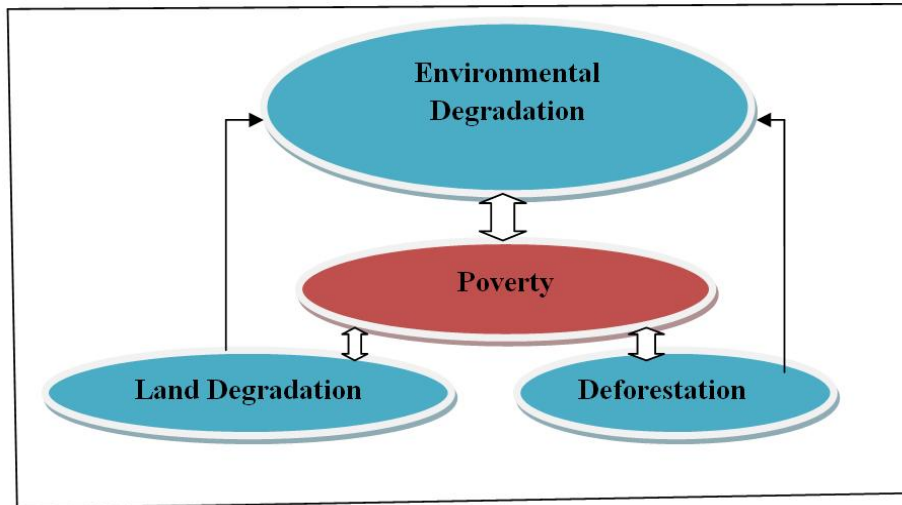 Environmental
Degradation
Poverty
Land Degradation
Deforestation